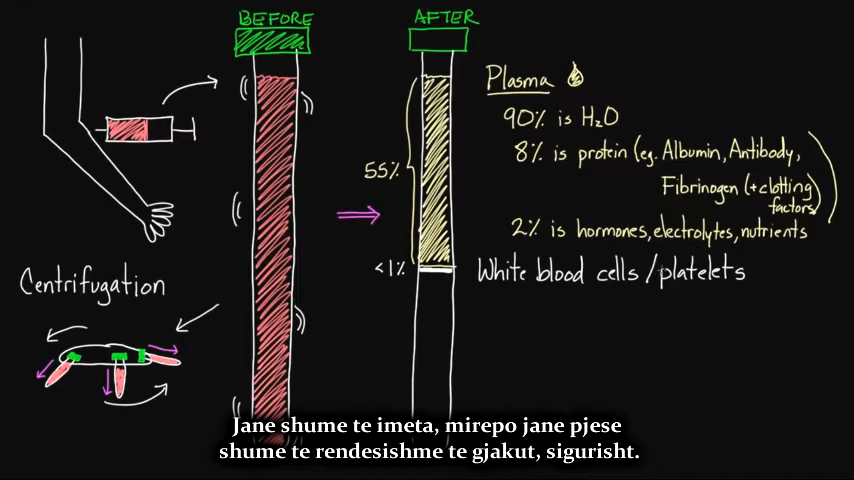 BEFORE
AFTER
Plasma
90% is H₂O
8% is protein (eg. Albumin, Antibody,
Fibrinogen (+clotting
factors)
55%
2% is hormones, electrolytes, nutrients
<1%
White blood cells/platelets
Centrifugation
Jane shume te imeta, mirepo jane pjese
shume te rendesishme te gjakut, sigurisht.